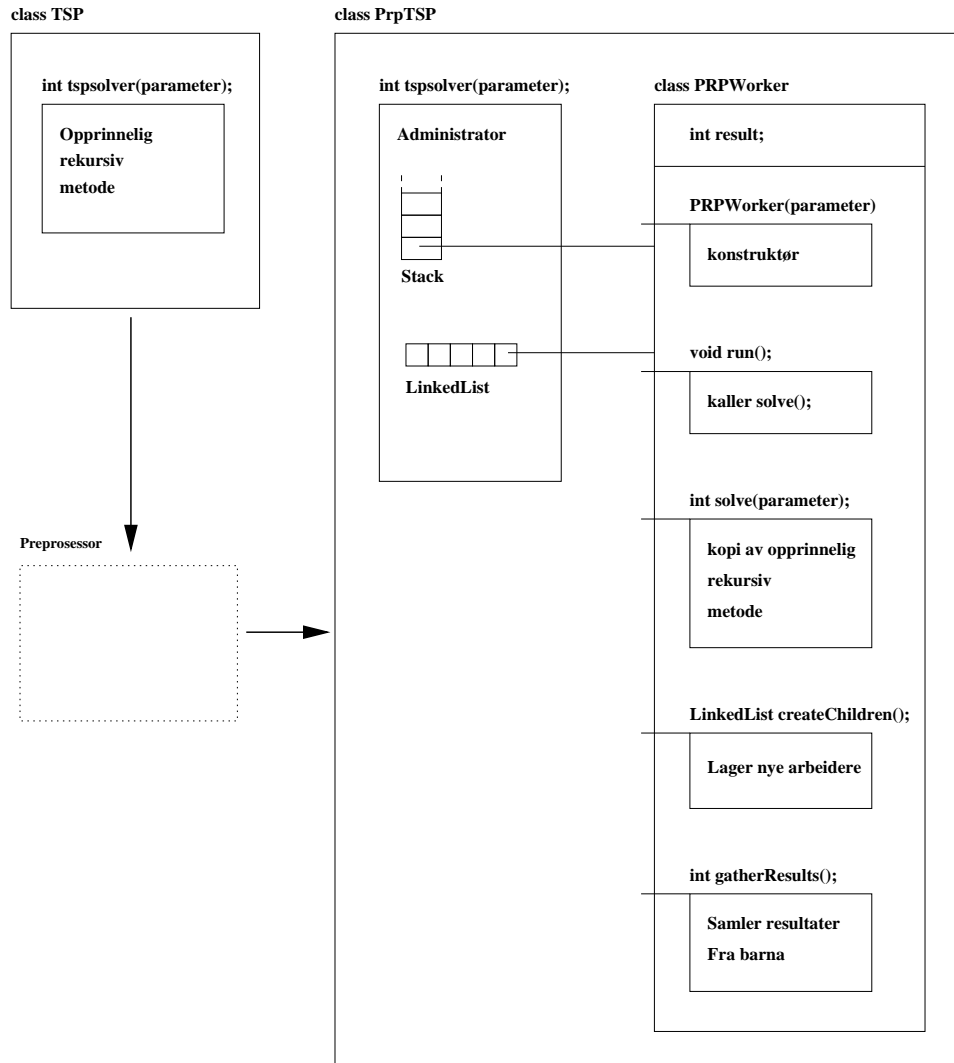 class TSP
class PrpTSP
int tspsolver(parameter);
Opprinnelig
rekursiv
metode
Preprosessor
int tspsolver(parameter);
Administrator
Stack
LinkedList
class PRPWorker
int result;
PRPWorker(parameter)
konstruktør
void run();
kaller solve();
int solve(parameter);
kopi av opprinnelig
rekursiv
metode
LinkedList createChildren();
Lager nye arbeidere
int gatherResults();
Samler resultater
Fra barna